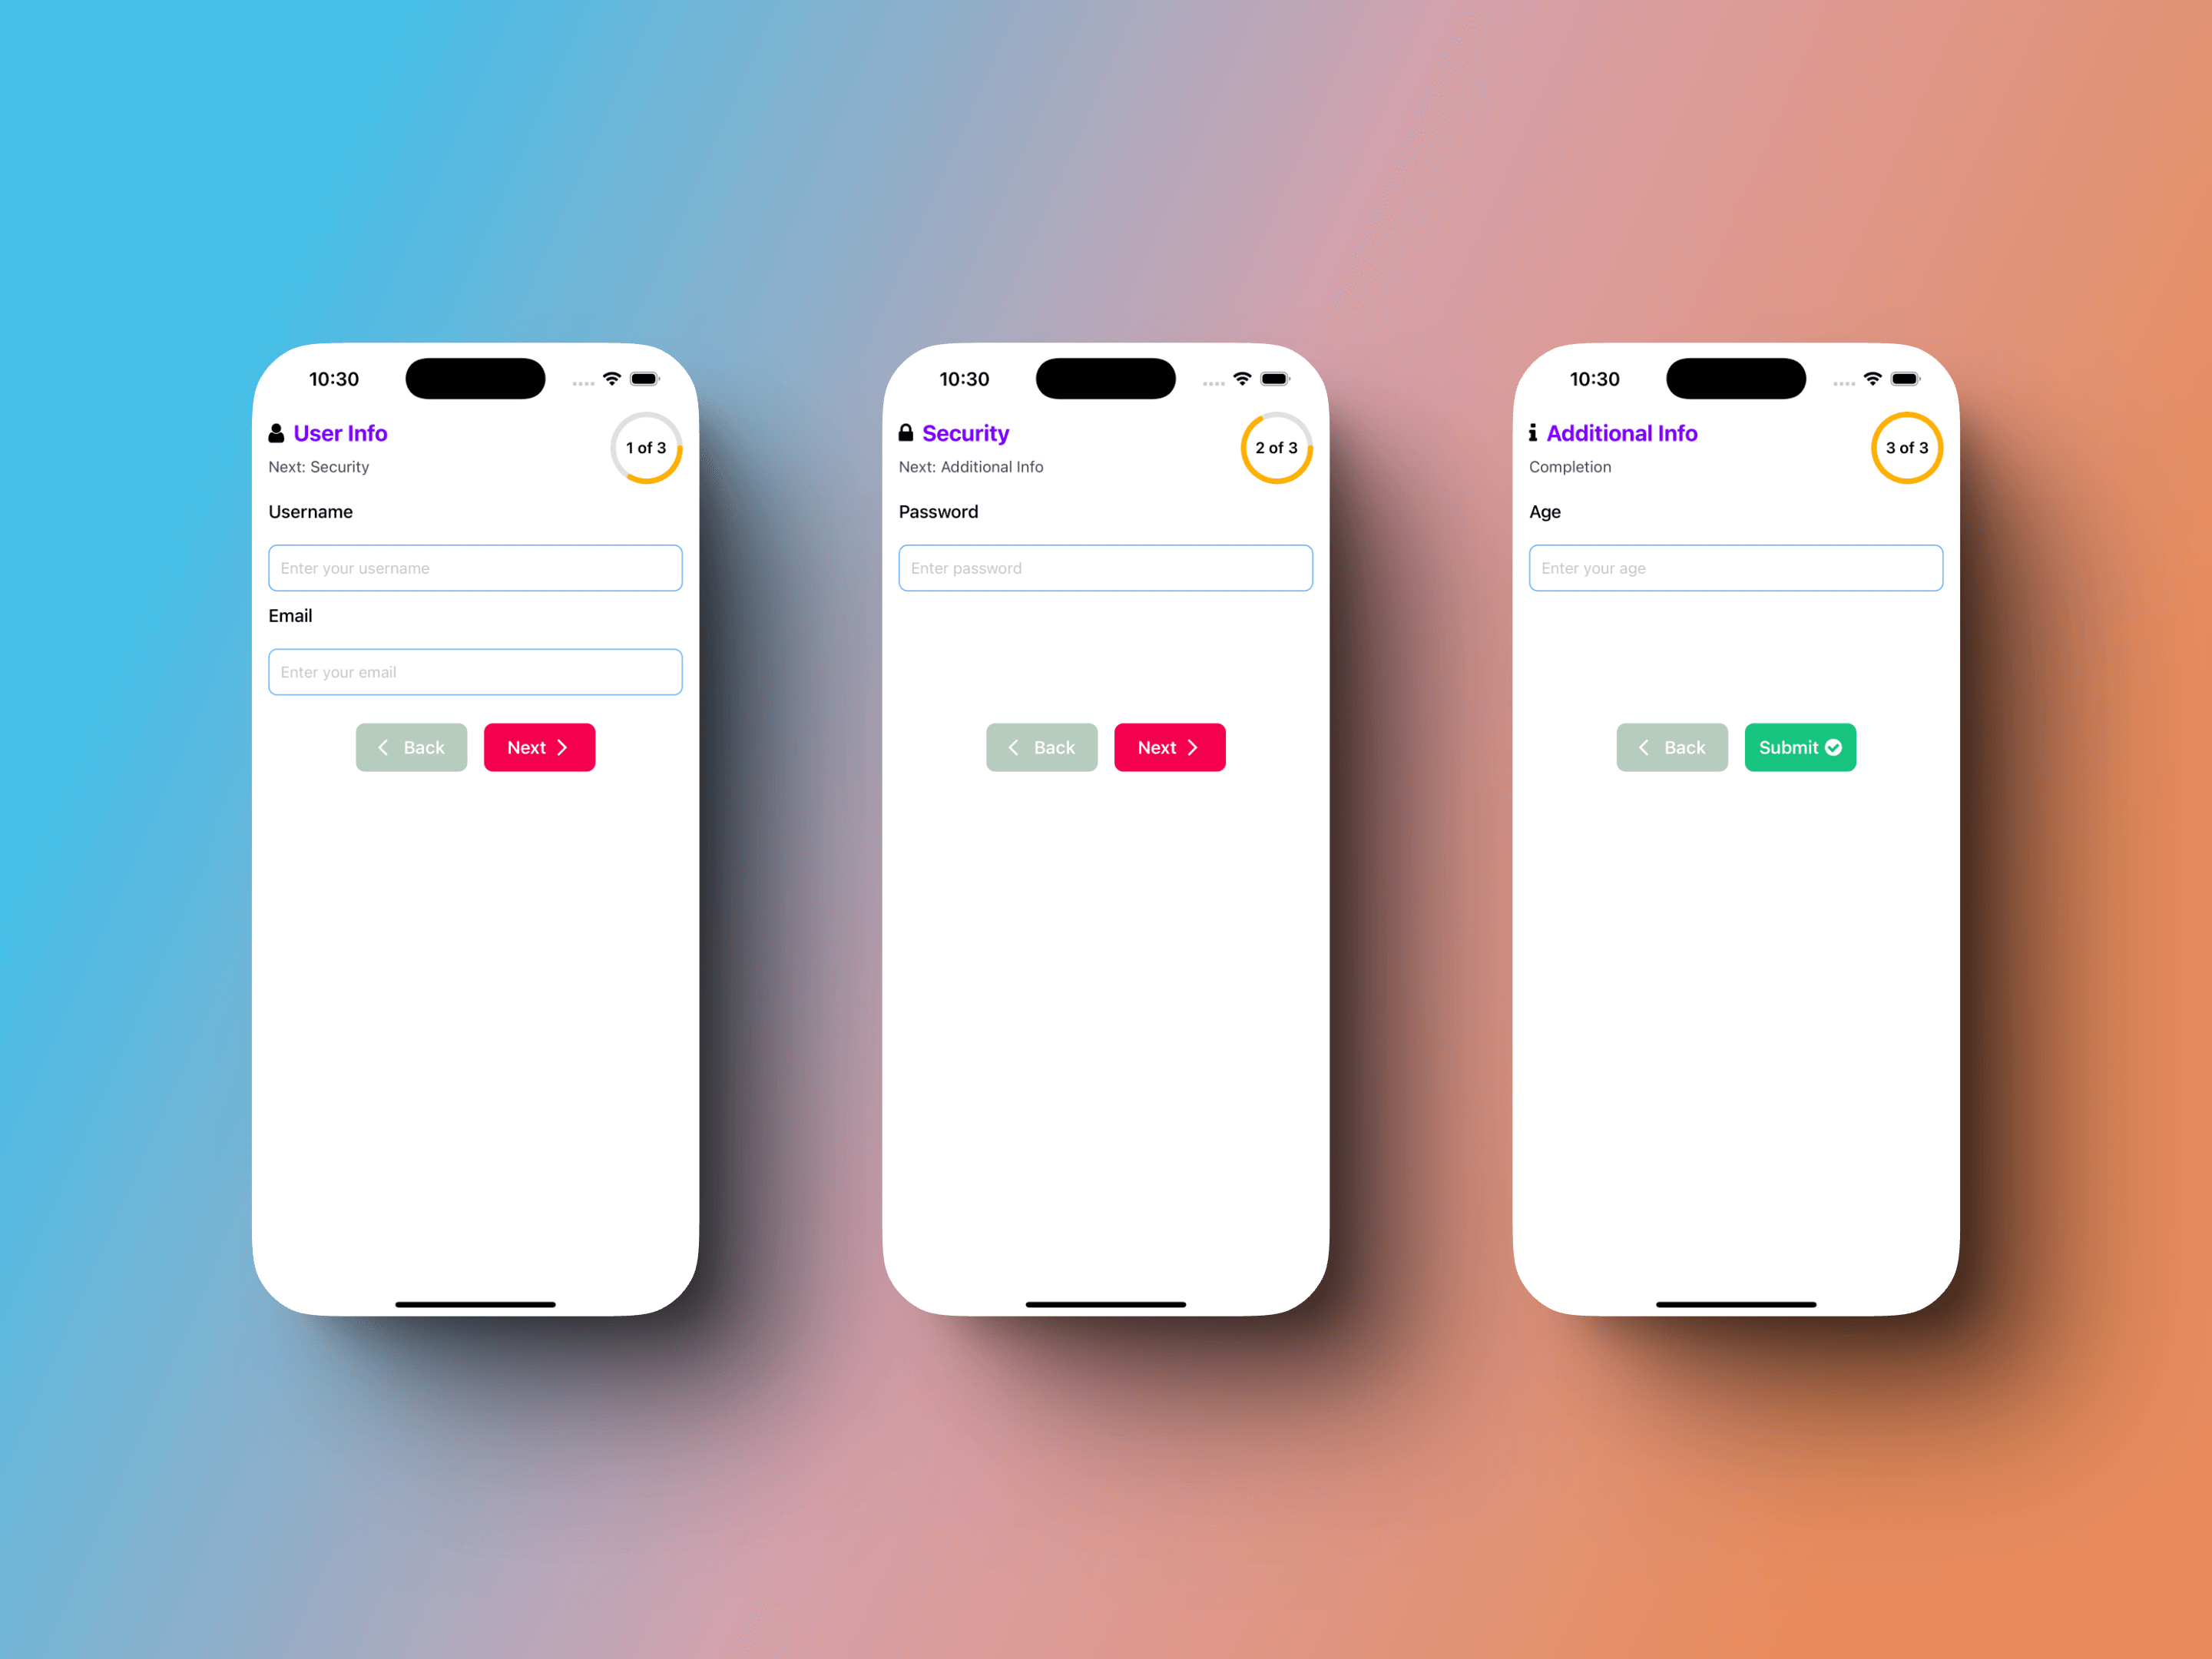 10:30
User Info
1 of 3
Next: Security
Username
Enter your username
Email
Enter your email
Back
Next
10:30
Security
2 of 3
Next: Additional Info
Password
Enter password
Back
Next
10:30
Additional Info
3 of 3
Completion
Age
Enter your age
Back
Submit